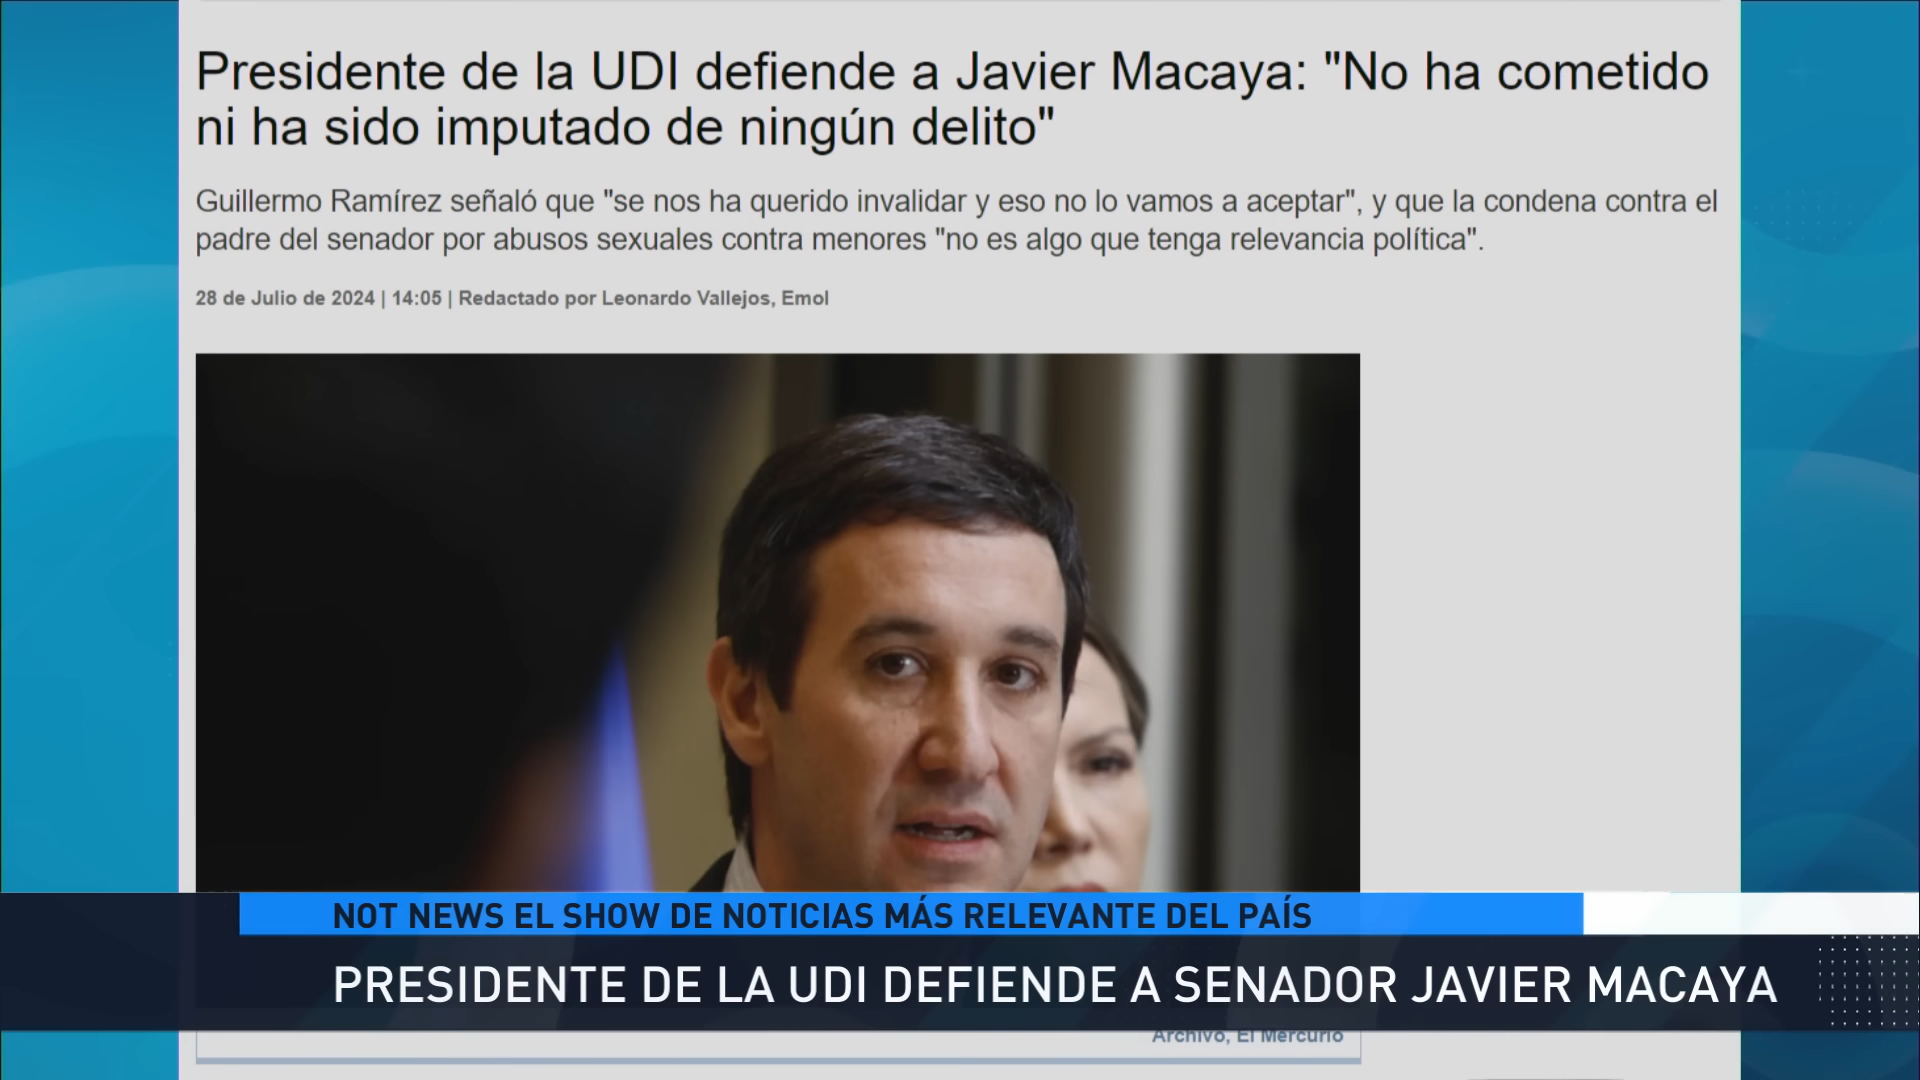 Presidente de la UDI defiende a Javier Macaya: "No ha cometido
ni ha sido imputado de ningún delito"
Guillermo Ramírez señaló que "se nos ha querido invalidar y eso no lo vamos a aceptar", y que la condena contra el
padre del senador por abusos sexuales contra menores "no es algo que tenga relevancia política".
28 de Julio de 2024 | 14:05 | Redactado por Leonardo Vallejos, Emol
NOT NEWS EL SHOW DE NOTICIAS MÁS RELEVANTE DEL PAÍS
PRESIDENTE DE LA UDI DEFIENDE A SENADOR JAVIER MACAYA
Archivo, El Mercurio